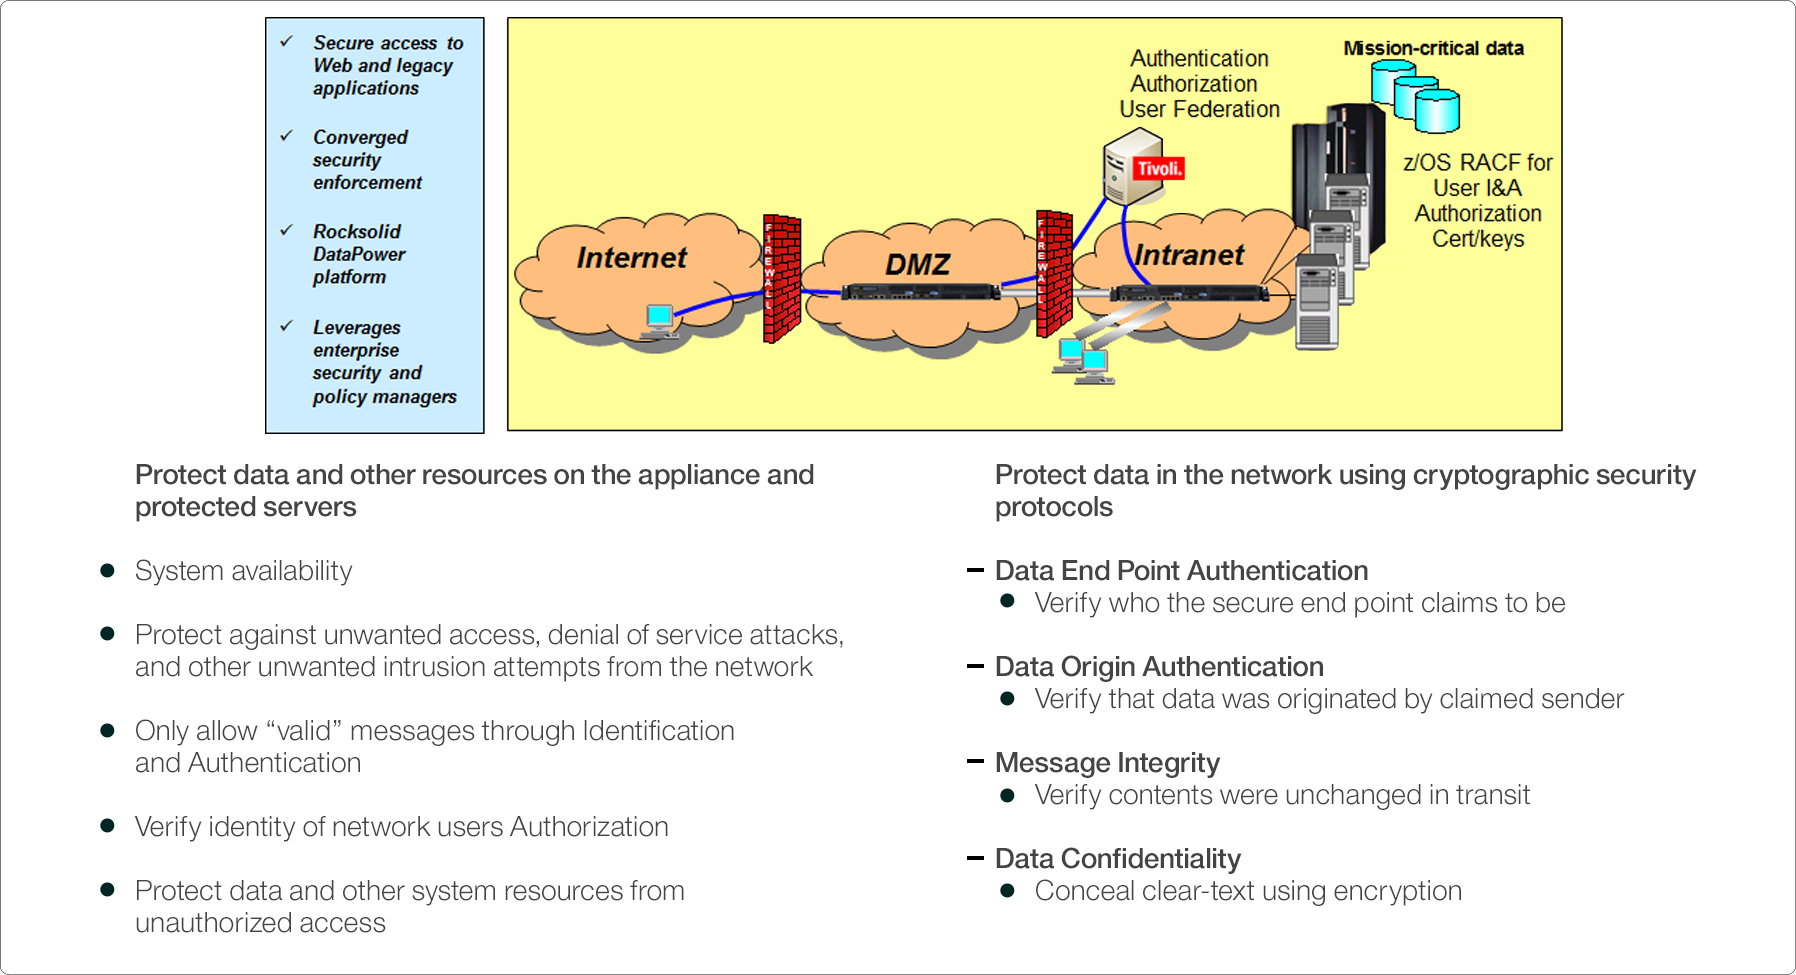 ✓ Secure access to
Web and legacy
applications
✓ Converged
security
enforcement
✓ Rocksolid
DataPower
platform
✓ Leverages
enterprise
security and
policy managers
Authentication
Authorization
User Federation
Mission-critical data
Tivoli.
z/OS RACF for
User I&A
Authorization
Cert/keys
Internet
FIREWALL
DMZ
FIREWALL
Intranet
Protect data and other resources on the appliance and
protected servers
● System availability
● Protect against unwanted access, denial of service attacks,
and other unwanted intrusion attempts from the network
● Only allow “valid” messages through Identification
and Authentication
● Verify identity of network users Authorization
● Protect data and other system resources from
unauthorized access
Protect data in the network using cryptographic security
protocols
– Data End Point Authentication
● Verify who the secure end point claims to be
– Data Origin Authentication
● Verify that data was originated by claimed sender
– Message Integrity
● Verify contents were unchanged in transit
– Data Confidentiality
● Conceal clear-text using encryption